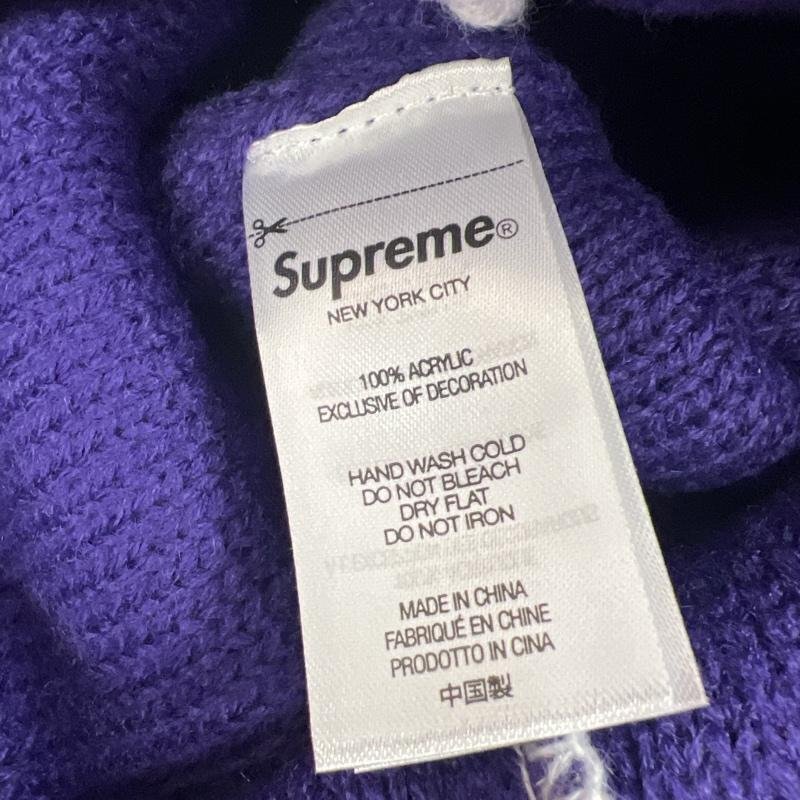 Supreme®
NEW YORK CITY
100% ACRYLIC
EXCLUSIVE OF DECORATION
HAND WASH COLD
DO NOT BLEACH
DRY FLAT
DO NOT IRON
MADE IN CHINA
FABRIQUÉ EN CHINE
PRODOTTO IN CINA
中国製